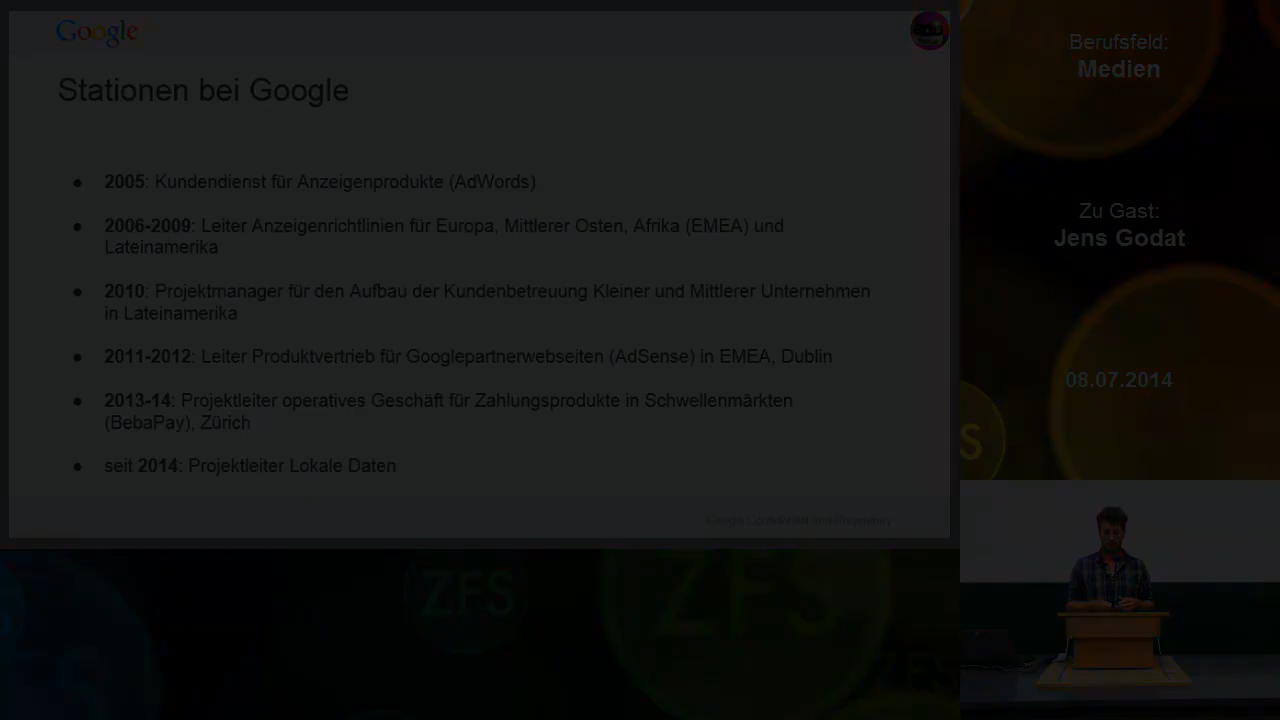 Google
Stationen bei Google
● 2005: Kundendienst für Anzeigenprodukte (AdWords)
● 2006-2009: Leiter Anzeigenrichtlinien für Europa, Mittlerer Osten, Afrika (EMEA) und
Lateinamerika
● 2010: Projektmanager für den Aufbau der Kundenbetreuung Kleiner und Mittlerer Unternehmen
in Lateinamerika
● 2011-2012: Leiter Produktvertrieb für Googlepartnerwebseiten (AdSense) in EMEA, Dublin
● 2013-14: Projektleiter operatives Geschäft für Zahlungsprodukte in Schwellenmärkten
(BebaPay), Zürich
● seit 2014: Projektleiter Lokale Daten
Google Confidential and Proprietary
Berufsfeld:
Medien
Zu Gast:
Jens Godat
08.07.2014
S
ZFS
ZFS
ZFS